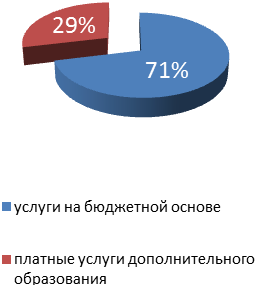 29%
71%
услуги на бюджетной основе
платные услуги дополнительного
образования